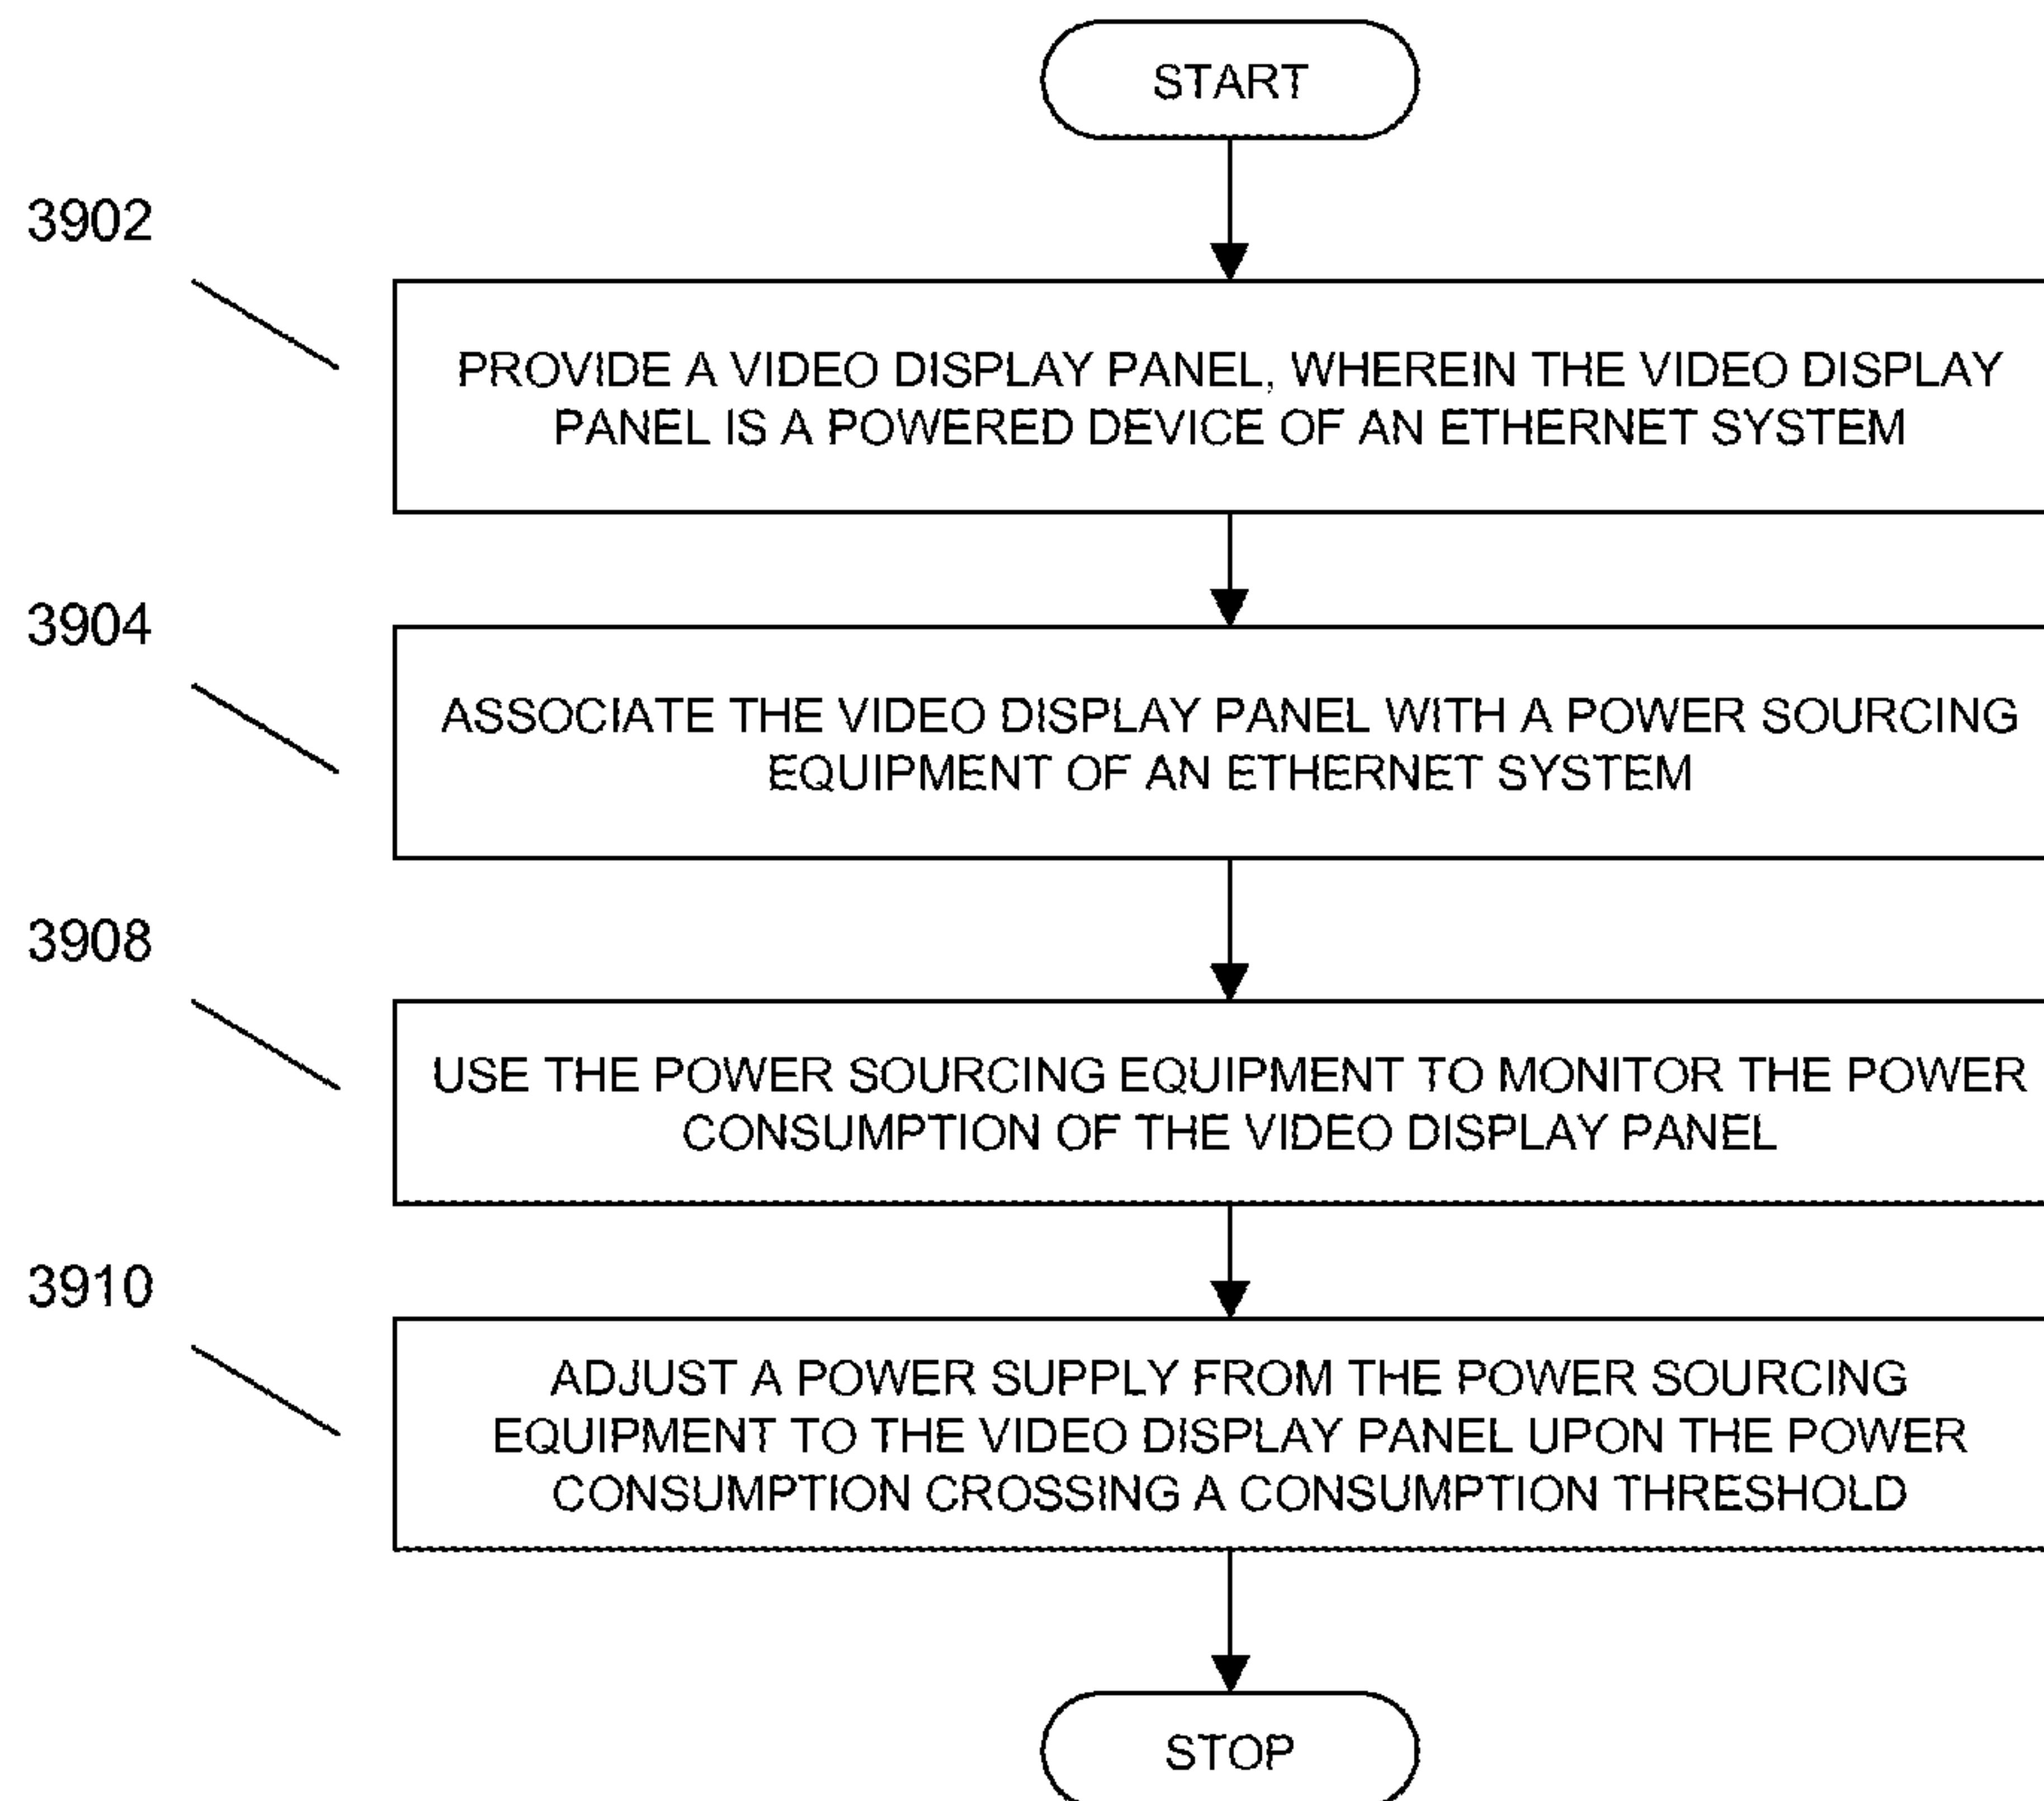 START
3902
PROVIDE A VIDEO DISPLAY PANEL, WHEREIN THE VIDEO DISPLAY
PANEL IS A POWERED DEVICE OF AN ETHERNET SYSTEM
3904
ASSOCIATE THE VIDEO DISPLAY PANEL WITH A POWER SOURCING
EQUIPMENT OF AN ETHERNET SYSTEM
3908
USE THE POWER SOURCING EQUIPMENT TO MONITOR THE POWER
CONSUMPTION OF THE VIDEO DISPLAY PANEL
3910
ADJUST A POWER SUPPLY FROM THE POWER SOURCING
EQUIPMENT TO THE VIDEO DISPLAY PANEL UPON THE POWER
CONSUMPTION CROSSING A CONSUMPTION THRESHOLD
STOP